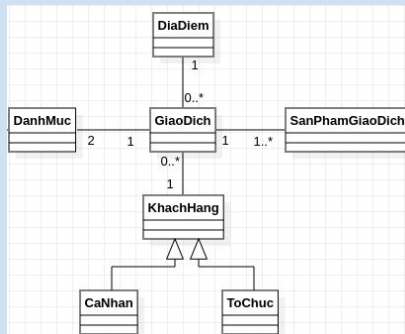 DiaDiem
1
0..*
DanhMuc
GiaoDich
SanPhamGiaoDich
2
1
1
1..*
0..*
1
KhachHang
CaNhan
ToChuc